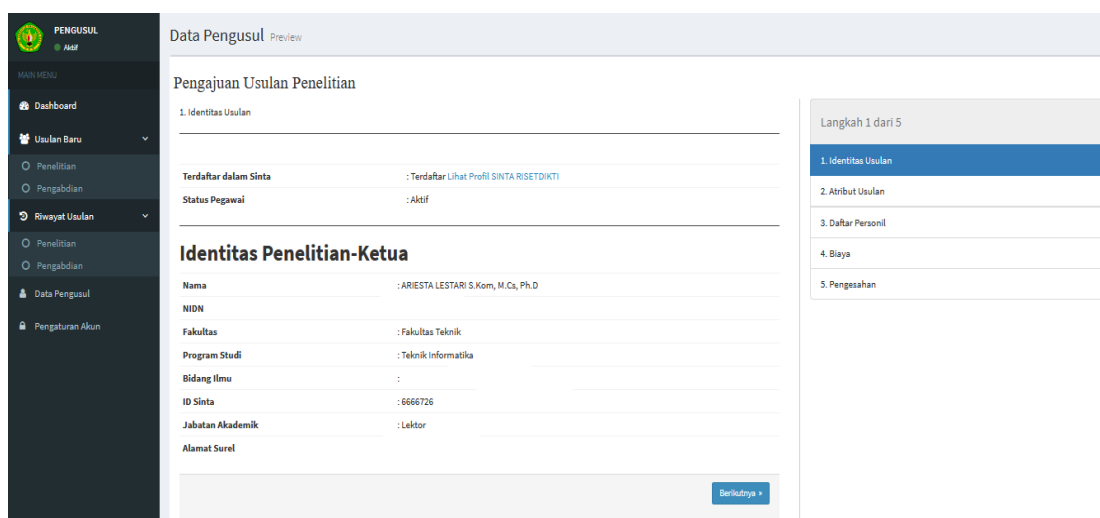 PENGUSUL
Aktif
MAIN MENU
Dashboard
Usulan Baru
Penelitian
Pengabdian
Riwayat Usulan
Penelitian
Pengabdian
Data Pengusul
Pengaturan Akun
Data Pengusul Preview
Pengajuan Usulan Penelitian
1. Identitas Usulan
Terdaftar dalam Sinta : Terdaftar Lihat Profil SINTA RISETDIKTI
Status Pegawai : Aktif
Identitas Penelitian-Ketua
Nama : ARIESTA LESTARI S.Kom, M.Cs, Ph.D
NIDN
Fakultas : Fakultas Teknik
Program Studi : Teknik Informatika
Bidang Ilmu :
ID Sinta : 6666726
Jabatan Akademik : Lektor
Alamat Surel
Berikutnya »
Langkah 1 dari 5
1. Identitas Usulan
2. Atribut Usulan
3. Daftar Personil
4. Biaya
5. Pengesahan